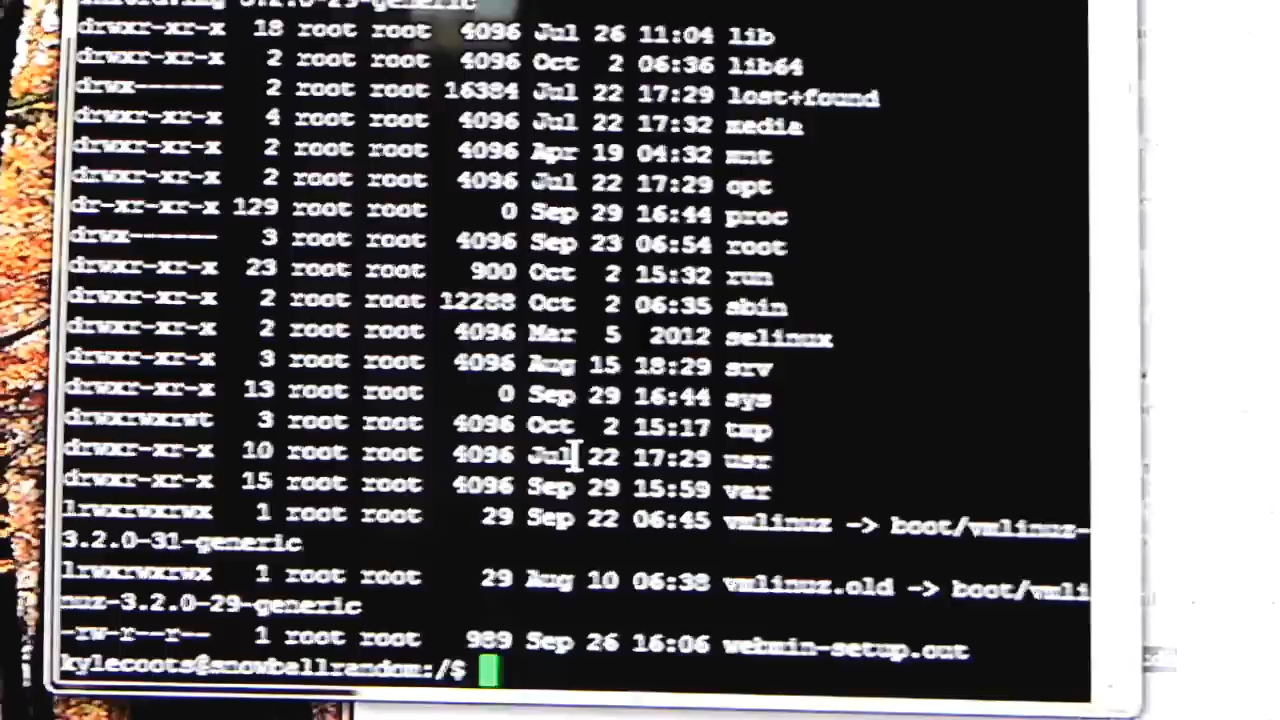 3.2.0-29-generic
drwxr-xr-x 18 root root 4096 Jul 26 11:04 lib
drwxr-xr-x 2 root root 4096 Oct 2 06:36 lib64
drwx------ 2 root root 16384 Jul 22 17:29 lost+found
drwxr-xr-x 4 root root 4096 Jul 22 17:32 media
drwxr-xr-x 2 root root 4096 Apr 19 04:32 mnt
drwxr-xr-x 2 root root 4096 Jul 22 17:29 opt
dr-xr-xr-x 129 root root 0 Sep 29 16:44 proc
drwx------ 3 root root 4096 Sep 23 06:54 root
drwxr-xr-x 23 root root 900 Oct 2 15:32 run
drwxr-xr-x 2 root root 12288 Oct 2 06:35 sbin
drwxr-xr-x 2 root root 4096 Mar 5 2012 selinux
drwxr-xr-x 3 root root 4096 Aug 15 18:29 srv
drwxr-xr-x 13 root root 0 Sep 29 16:44 sys
drwxrwxrwt 3 root root 4096 Oct 2 15:17 tmp
drwxr-xr-x 10 root root 4096 Jul 22 17:29 usr
drwxr-xr-x 15 root root 4096 Sep 29 15:59 var
lrwxrwxrwx 1 root root 29 Sep 22 06:45 vmlinuz -> boot/vmlinuz-
3.2.0-31-generic
lrwxrwxrwx 1 root root 29 Aug 10 06:38 vmlinuz.old -> boot/vmli
nuz-3.2.0-29-generic
-rw-r--r-- 1 root root 989 Sep 26 16:06 webmin-setup.out
kylecoots@snowballrandom:/$